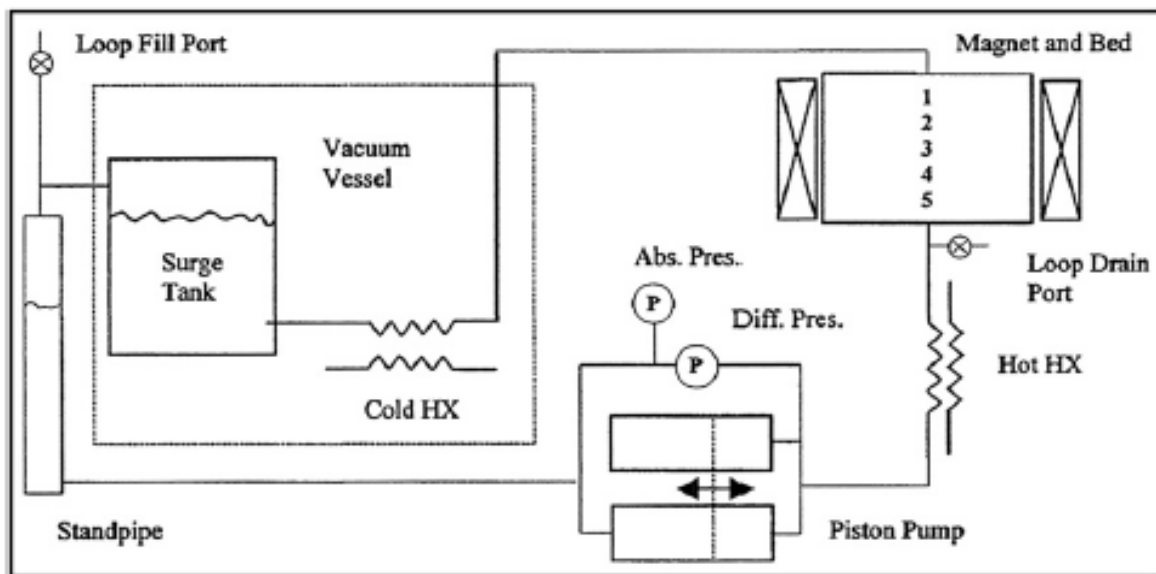 Loop Fill Port
Magnet and Bed
Vacuum
Vessel
1
2
3
4
5
Surge
Tank
Abs. Pres..
Loop Drain
Port
P
Diff. Pres.
P
Hot HX
Cold HX
Standpipe
Piston Pump